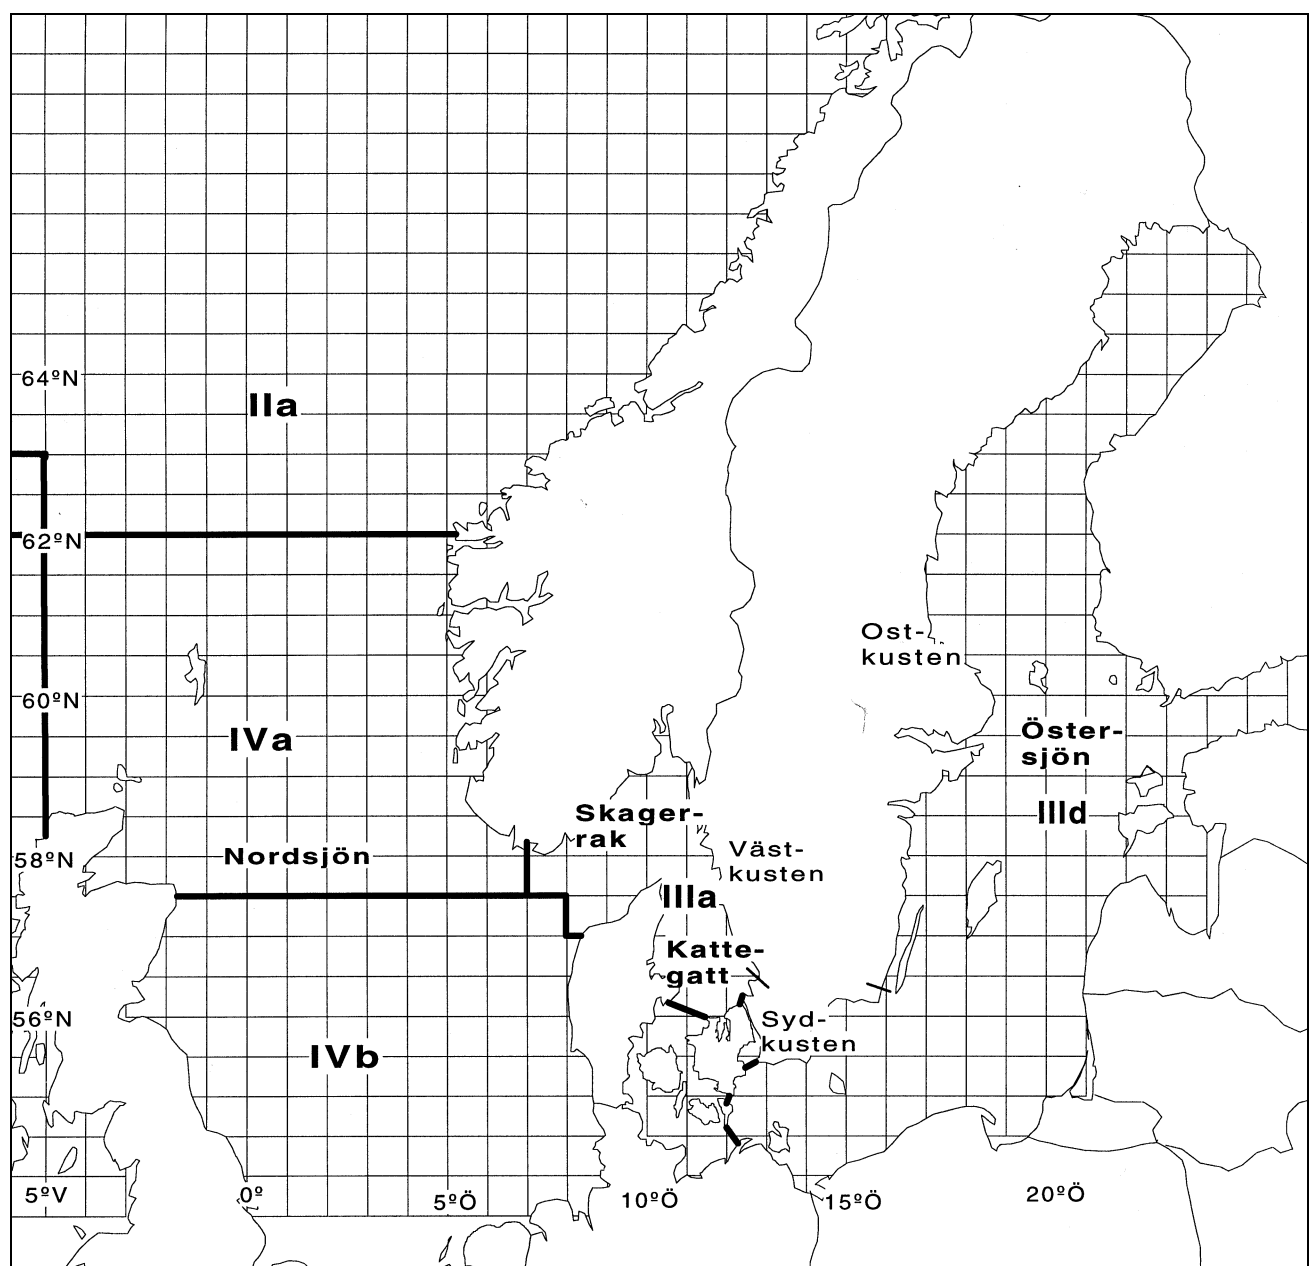 64ºN
IIa
62ºN
Ost-
kusten
60ºN
IVa
Öster-
sjön
Skager-
rak
IIId
58ºN
Nordsjön
Väst-
kusten
IIIa
Katte-
gatt
56ºN
Syd-
kusten
IVb
5ºV
0º
5ºÖ
10ºÖ
15ºÖ
20ºÖ